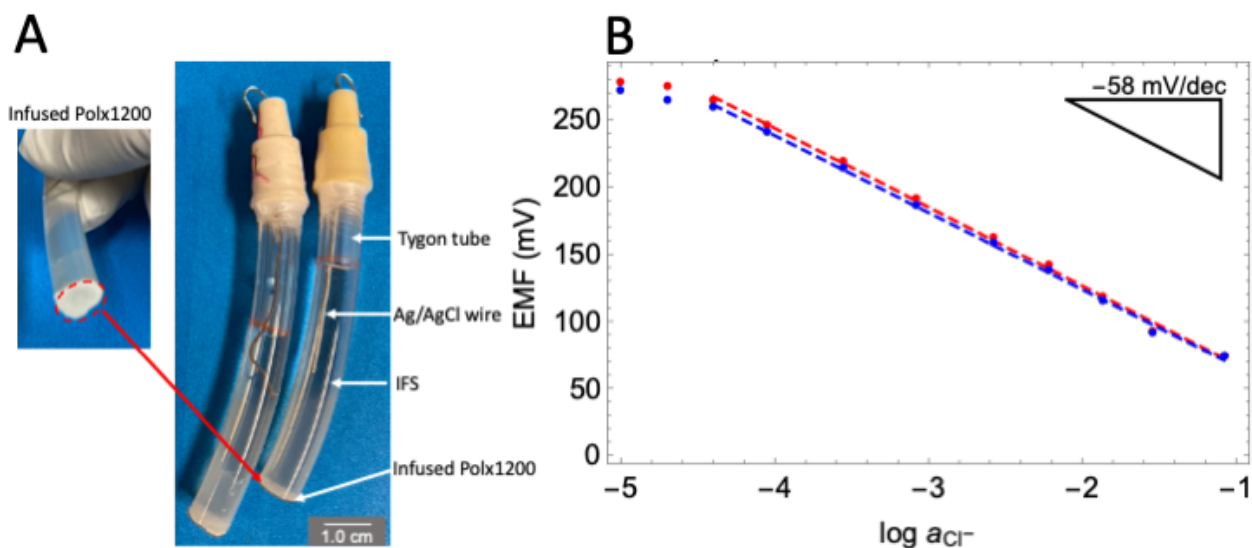 A
Infused Polx1200
Tygon tube
Ag/AgCl wire
IFS
Infused Polx1200
1.0 cm
B
−58 mV/dec
EMF (mV)
250
200
150
100
50
0
−5 −4 −3 −2 −1
log aCl−